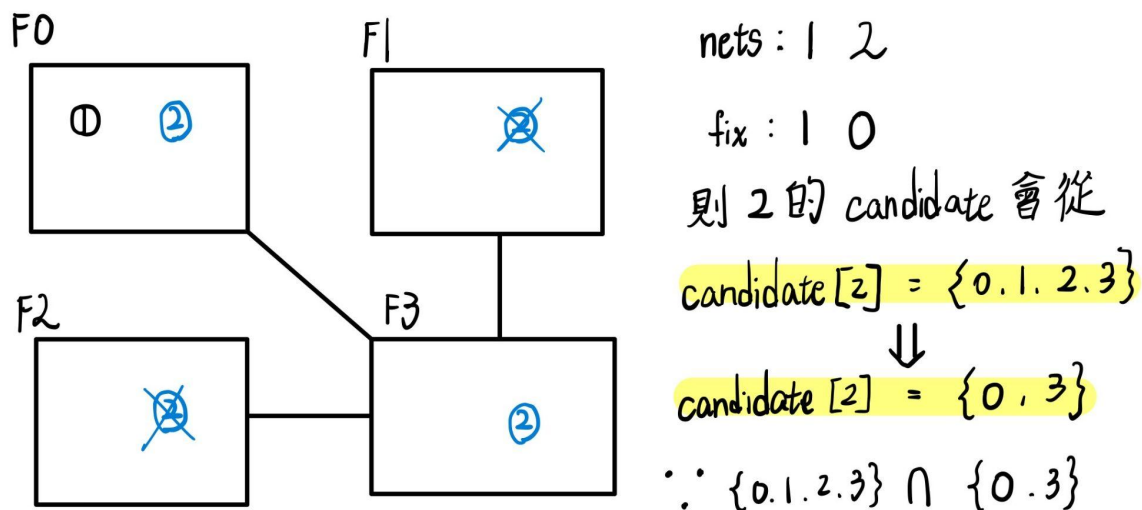 F0
①
②
F1
②
F2
②
F3
②
nets : 1 2
fix : 1 0
則 2 的 candidate 會從
candidate [2] = {0.1.2.3}
⇓
candidate [2] = {0.3}
∵ {0.1.2.3} ∩ {0.3}